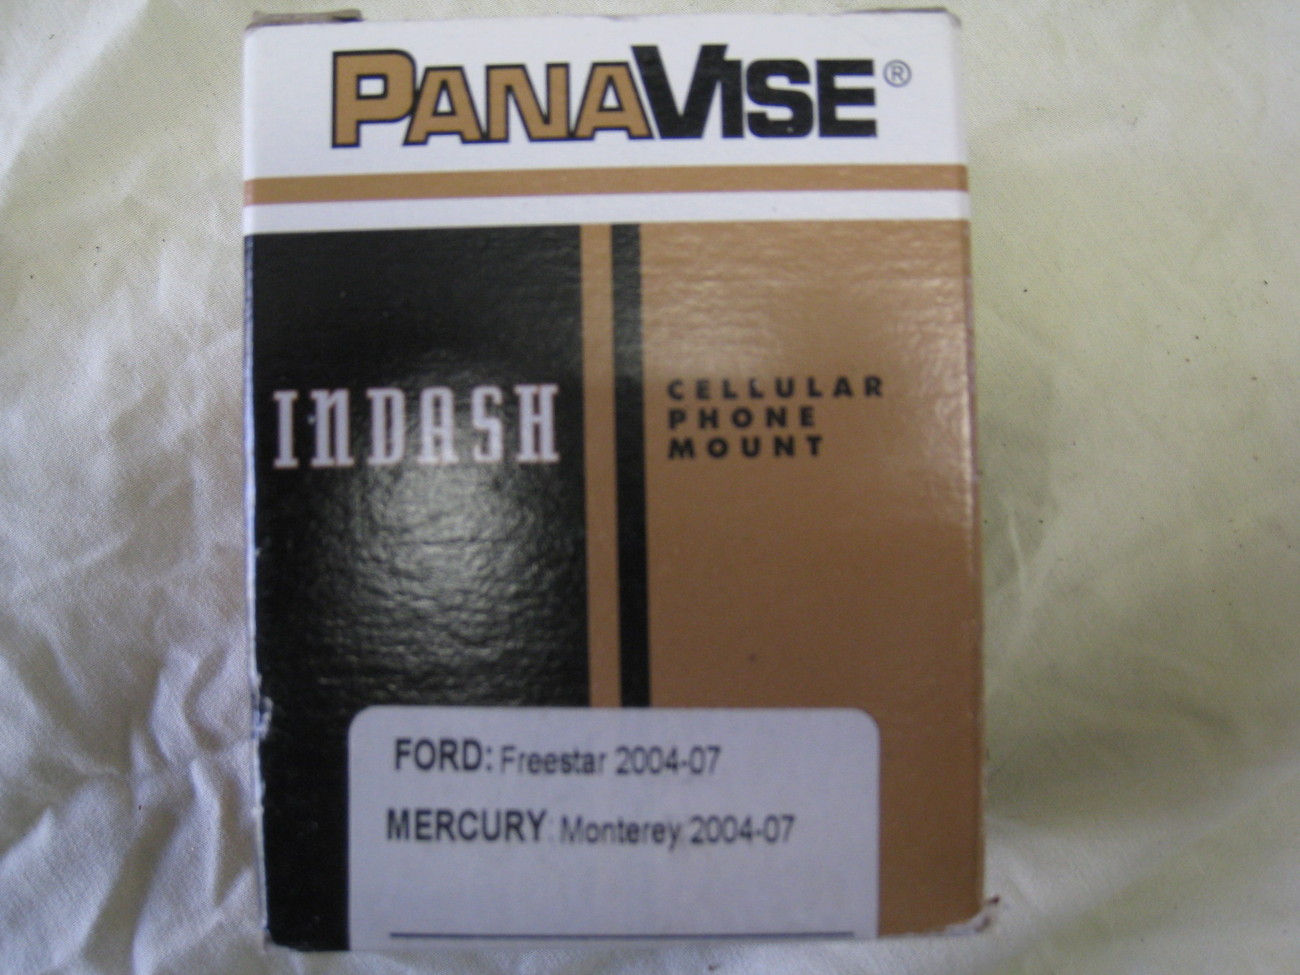 PANAVISE®
INDASH
CELLULAR
PHONE
MOUNT
FORD: Freestar 2004-07
MERCURY: Monterey 2004-07